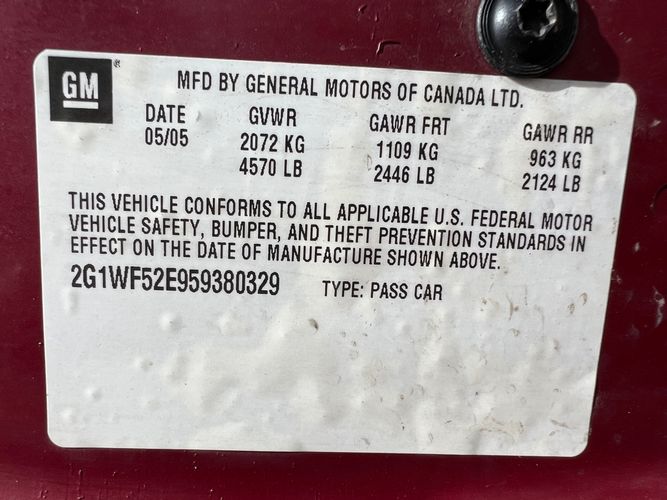 GM ®
MFD BY GENERAL MOTORS OF CANADA LTD.
DATE GVWR GAWR FRT GAWR RR
05/05 2072 KG 1109 KG 963 KG
4570 LB 2446 LB 2124 LB
THIS VEHICLE CONFORMS TO ALL APPLICABLE U.S. FEDERAL MOTOR
VEHICLE SAFETY, BUMPER, AND THEFT PREVENTION STANDARDS IN
EFFECT ON THE DATE OF MANUFACTURE SHOWN ABOVE.
2G1WF52E959380329 TYPE: PASS CAR